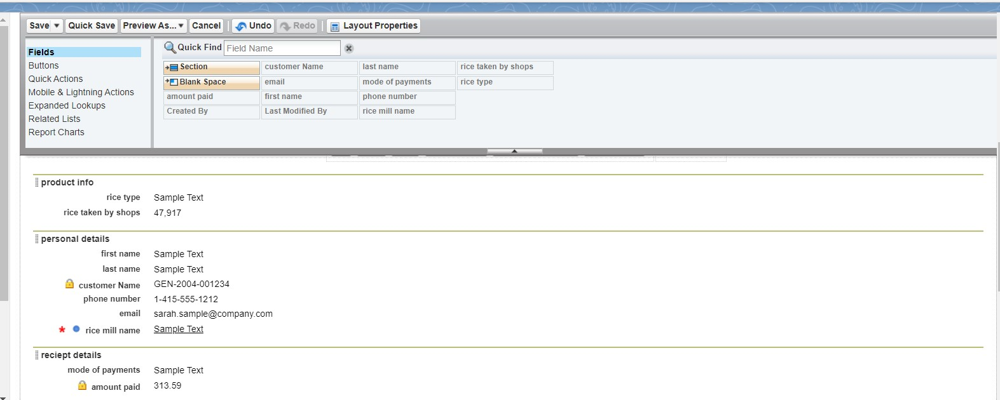 Save Quick Save Preview As... Cancel Undo Redo Layout Properties
Fields
Buttons
Quick Actions
Mobile & Lightning Actions
Expanded Lookups
Related Lists
Report Charts
Quick Find Field Name
Section customer Name last name rice taken by shops
Blank Space email mode of payments rice type
amount paid first name phone number
Created By Last Modified By rice mill name
product info
rice type Sample Text
rice taken by shops 47,917
personal details
first name Sample Text
last name Sample Text
customer Name GEN-2004-001234
phone number 1-415-555-1212
email sarah.sample@company.com
* rice mill name Sample Text
reciept details
mode of payments Sample Text
amount paid 313.59